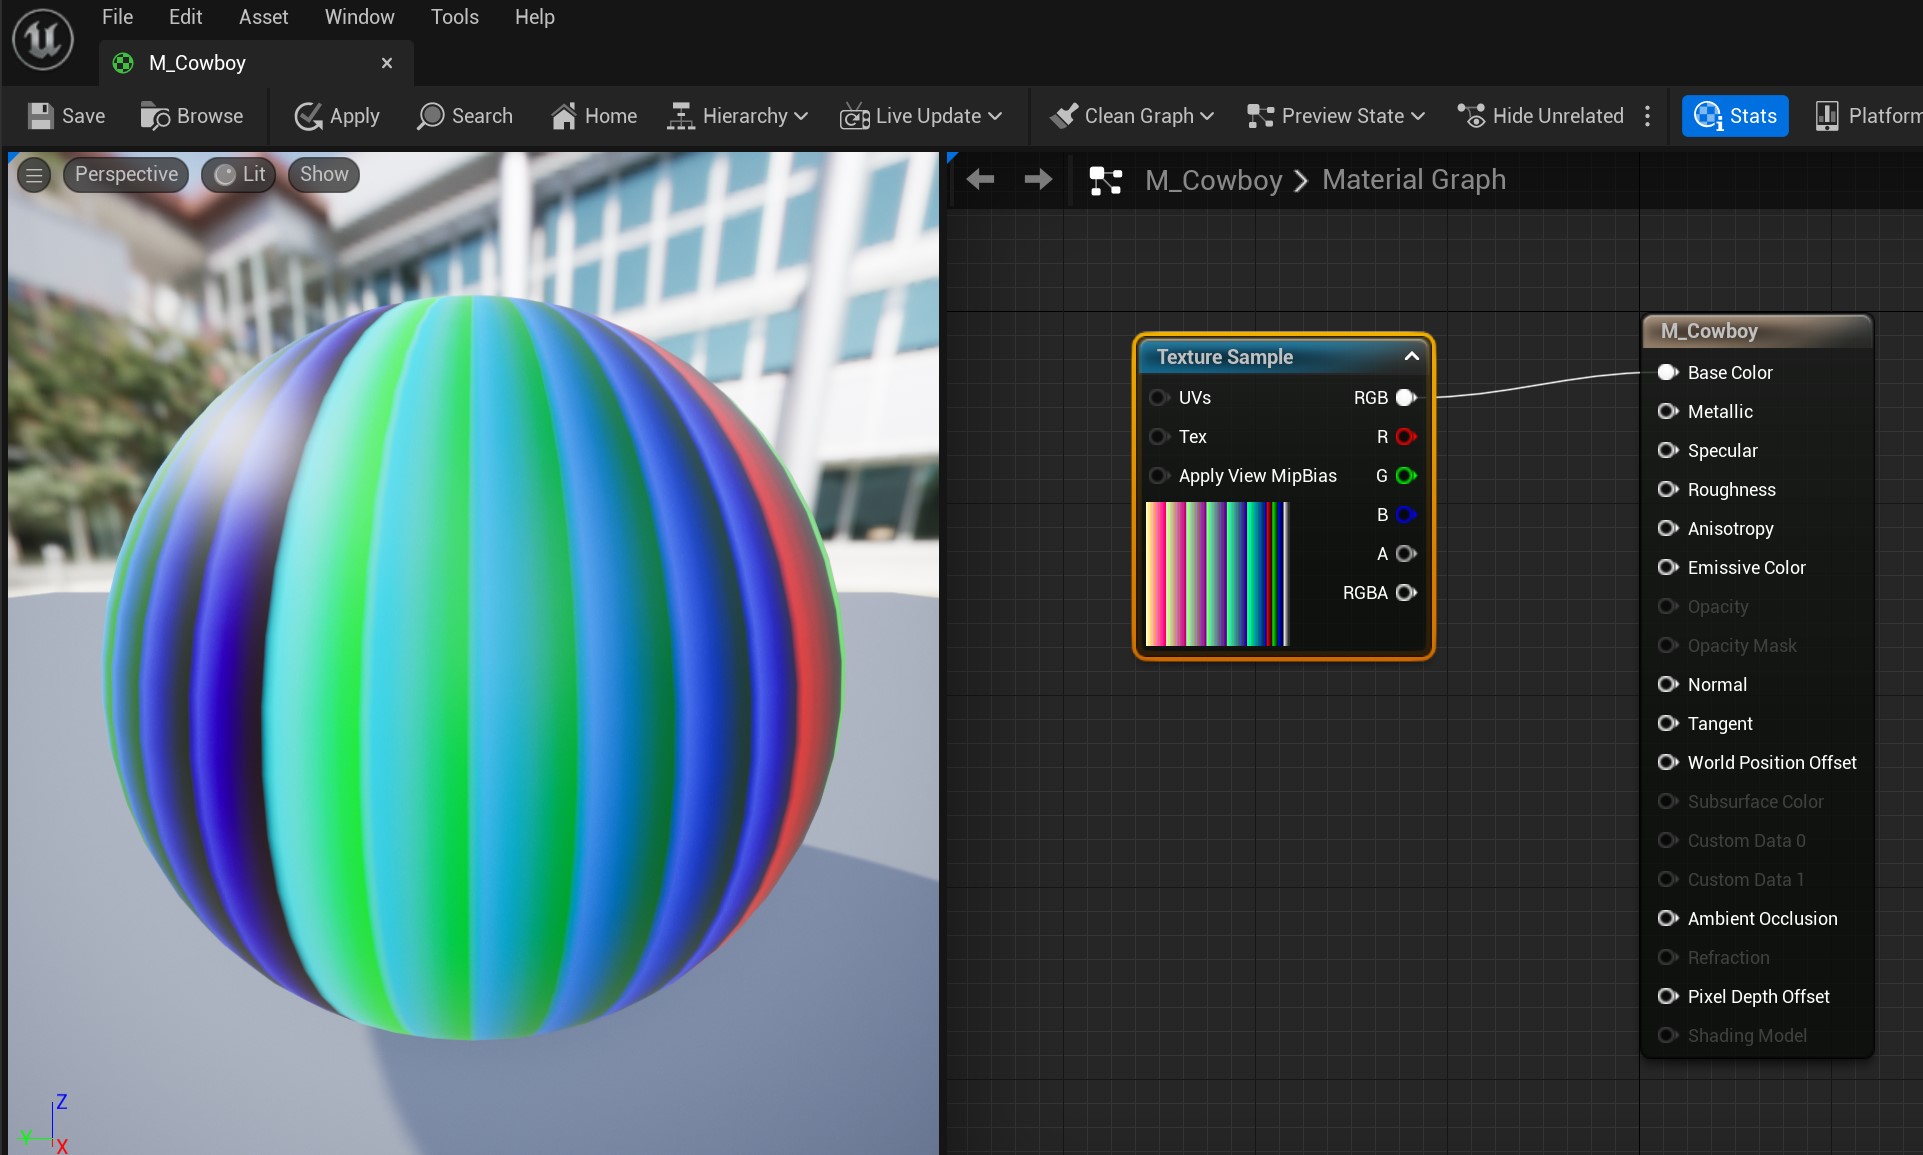 File Edit Asset Window Tools Help
M_Cowboy
Save Browse Apply Search Home Hierarchy Live Update Clean Graph Preview State Hide Unrelated Stats Platform
Perspective Lit Show
M_Cowboy Material Graph
Texture Sample
UVs RGB
Tex R
Apply View MipBias G
B
A
RGBA
M_Cowboy
Base Color
Metallic
Specular
Roughness
Anisotropy
Emissive Color
Opacity
Opacity Mask
Normal
Tangent
World Position Offset
Subsurface Color
Custom Data 0
Custom Data 1
Ambient Occlusion
Refraction
Pixel Depth Offset
Shading Model
Z
Y
X